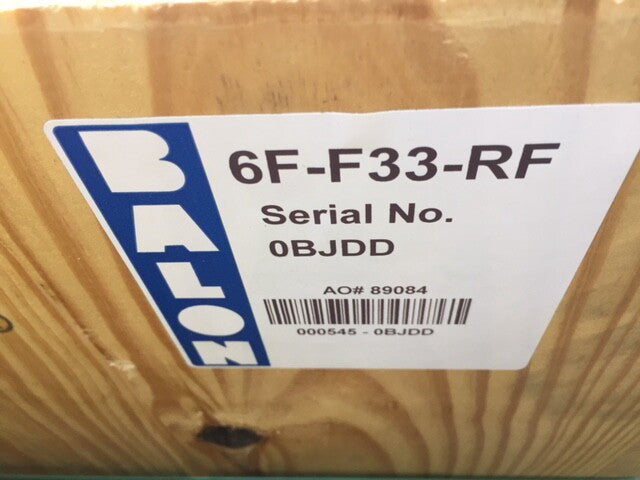 BALON
6F-F33-RF
Serial No.
0BJDD
AO# 89084
000545 - 0BJDD